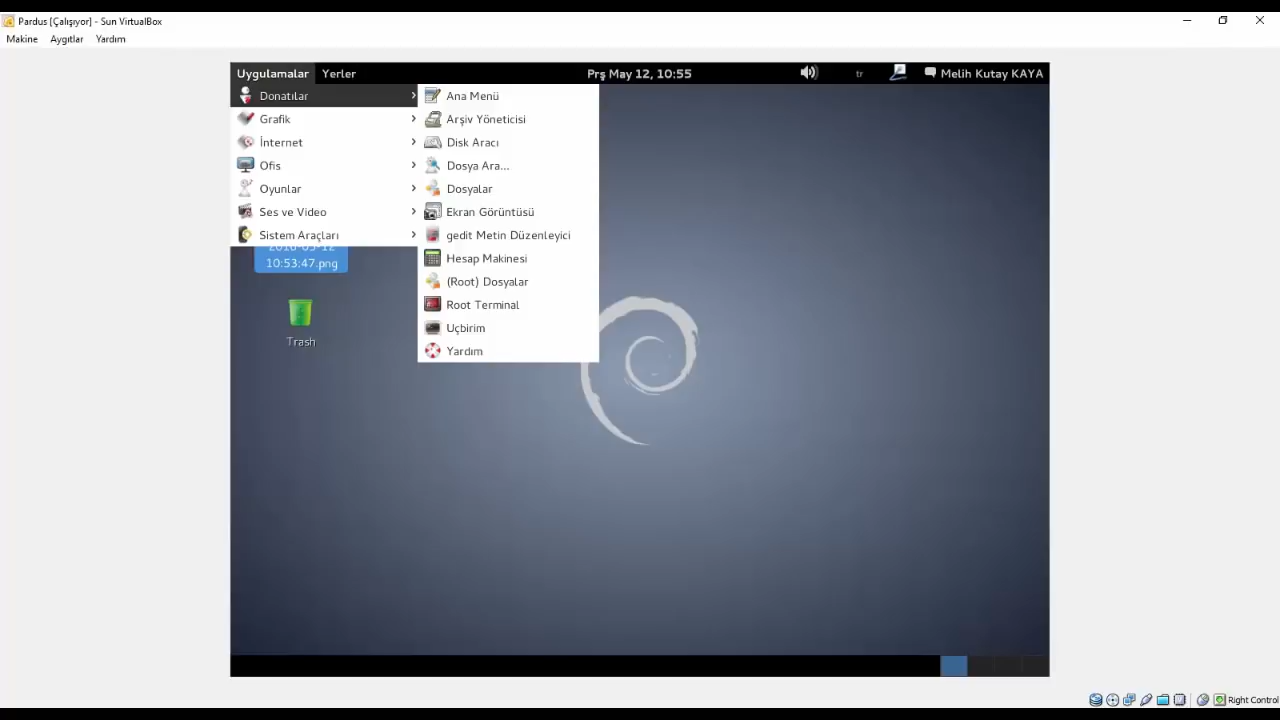 Pardus [Çalışıyor] - Sun VirtualBox
Makine Aygıtlar Yardım
Uygulamalar Yerler Prş May 12, 10:55 tr Melih Kutay KAYA
Donatılar
Grafik
İnternet
Ofis
Oyunlar
Ses ve Video
Sistem Araçları
Ana Menü
Arşiv Yöneticisi
Disk Aracı
Dosya Ara...
Dosyalar
Ekran Görüntüsü
gedit Metin Düzenleyici
Hesap Makinesi
(Root) Dosyalar
Root Terminal
Uçbirim
Yardım
2016-05-12
10:53:47.png
Trash
Right Control